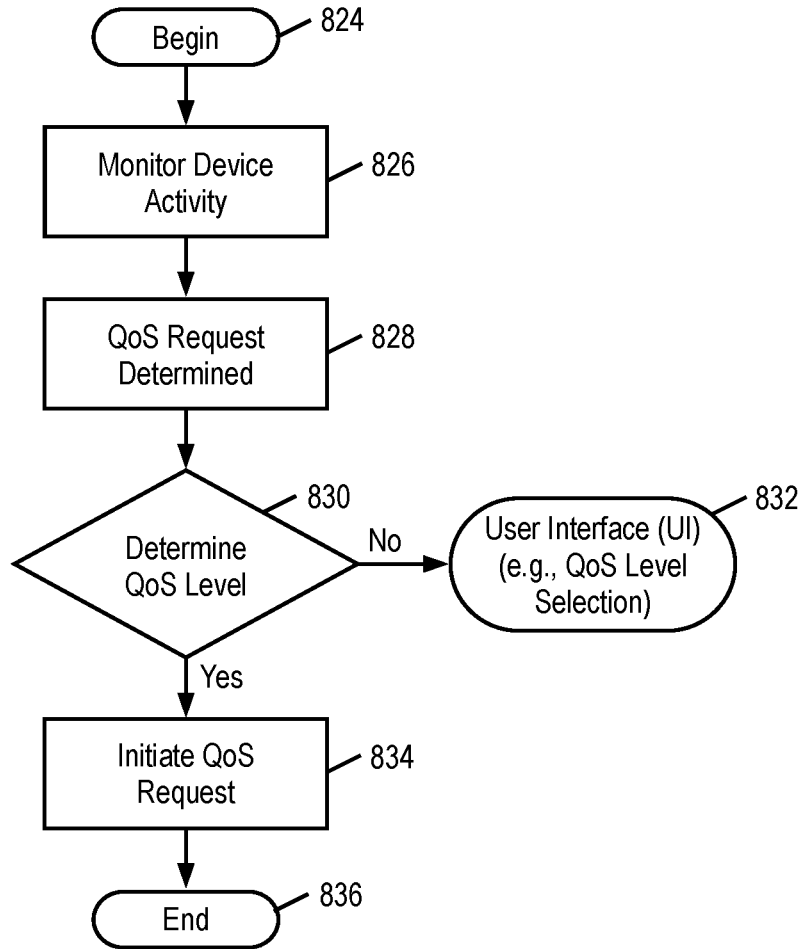 Begin
824
Monitor Device
Activity
826
QoS Request
Determined
828
Determine
QoS Level
830
No
User Interface (UI)
(e.g., QoS Level
Selection)
832
Yes
Initiate QoS
Request
834
End
836